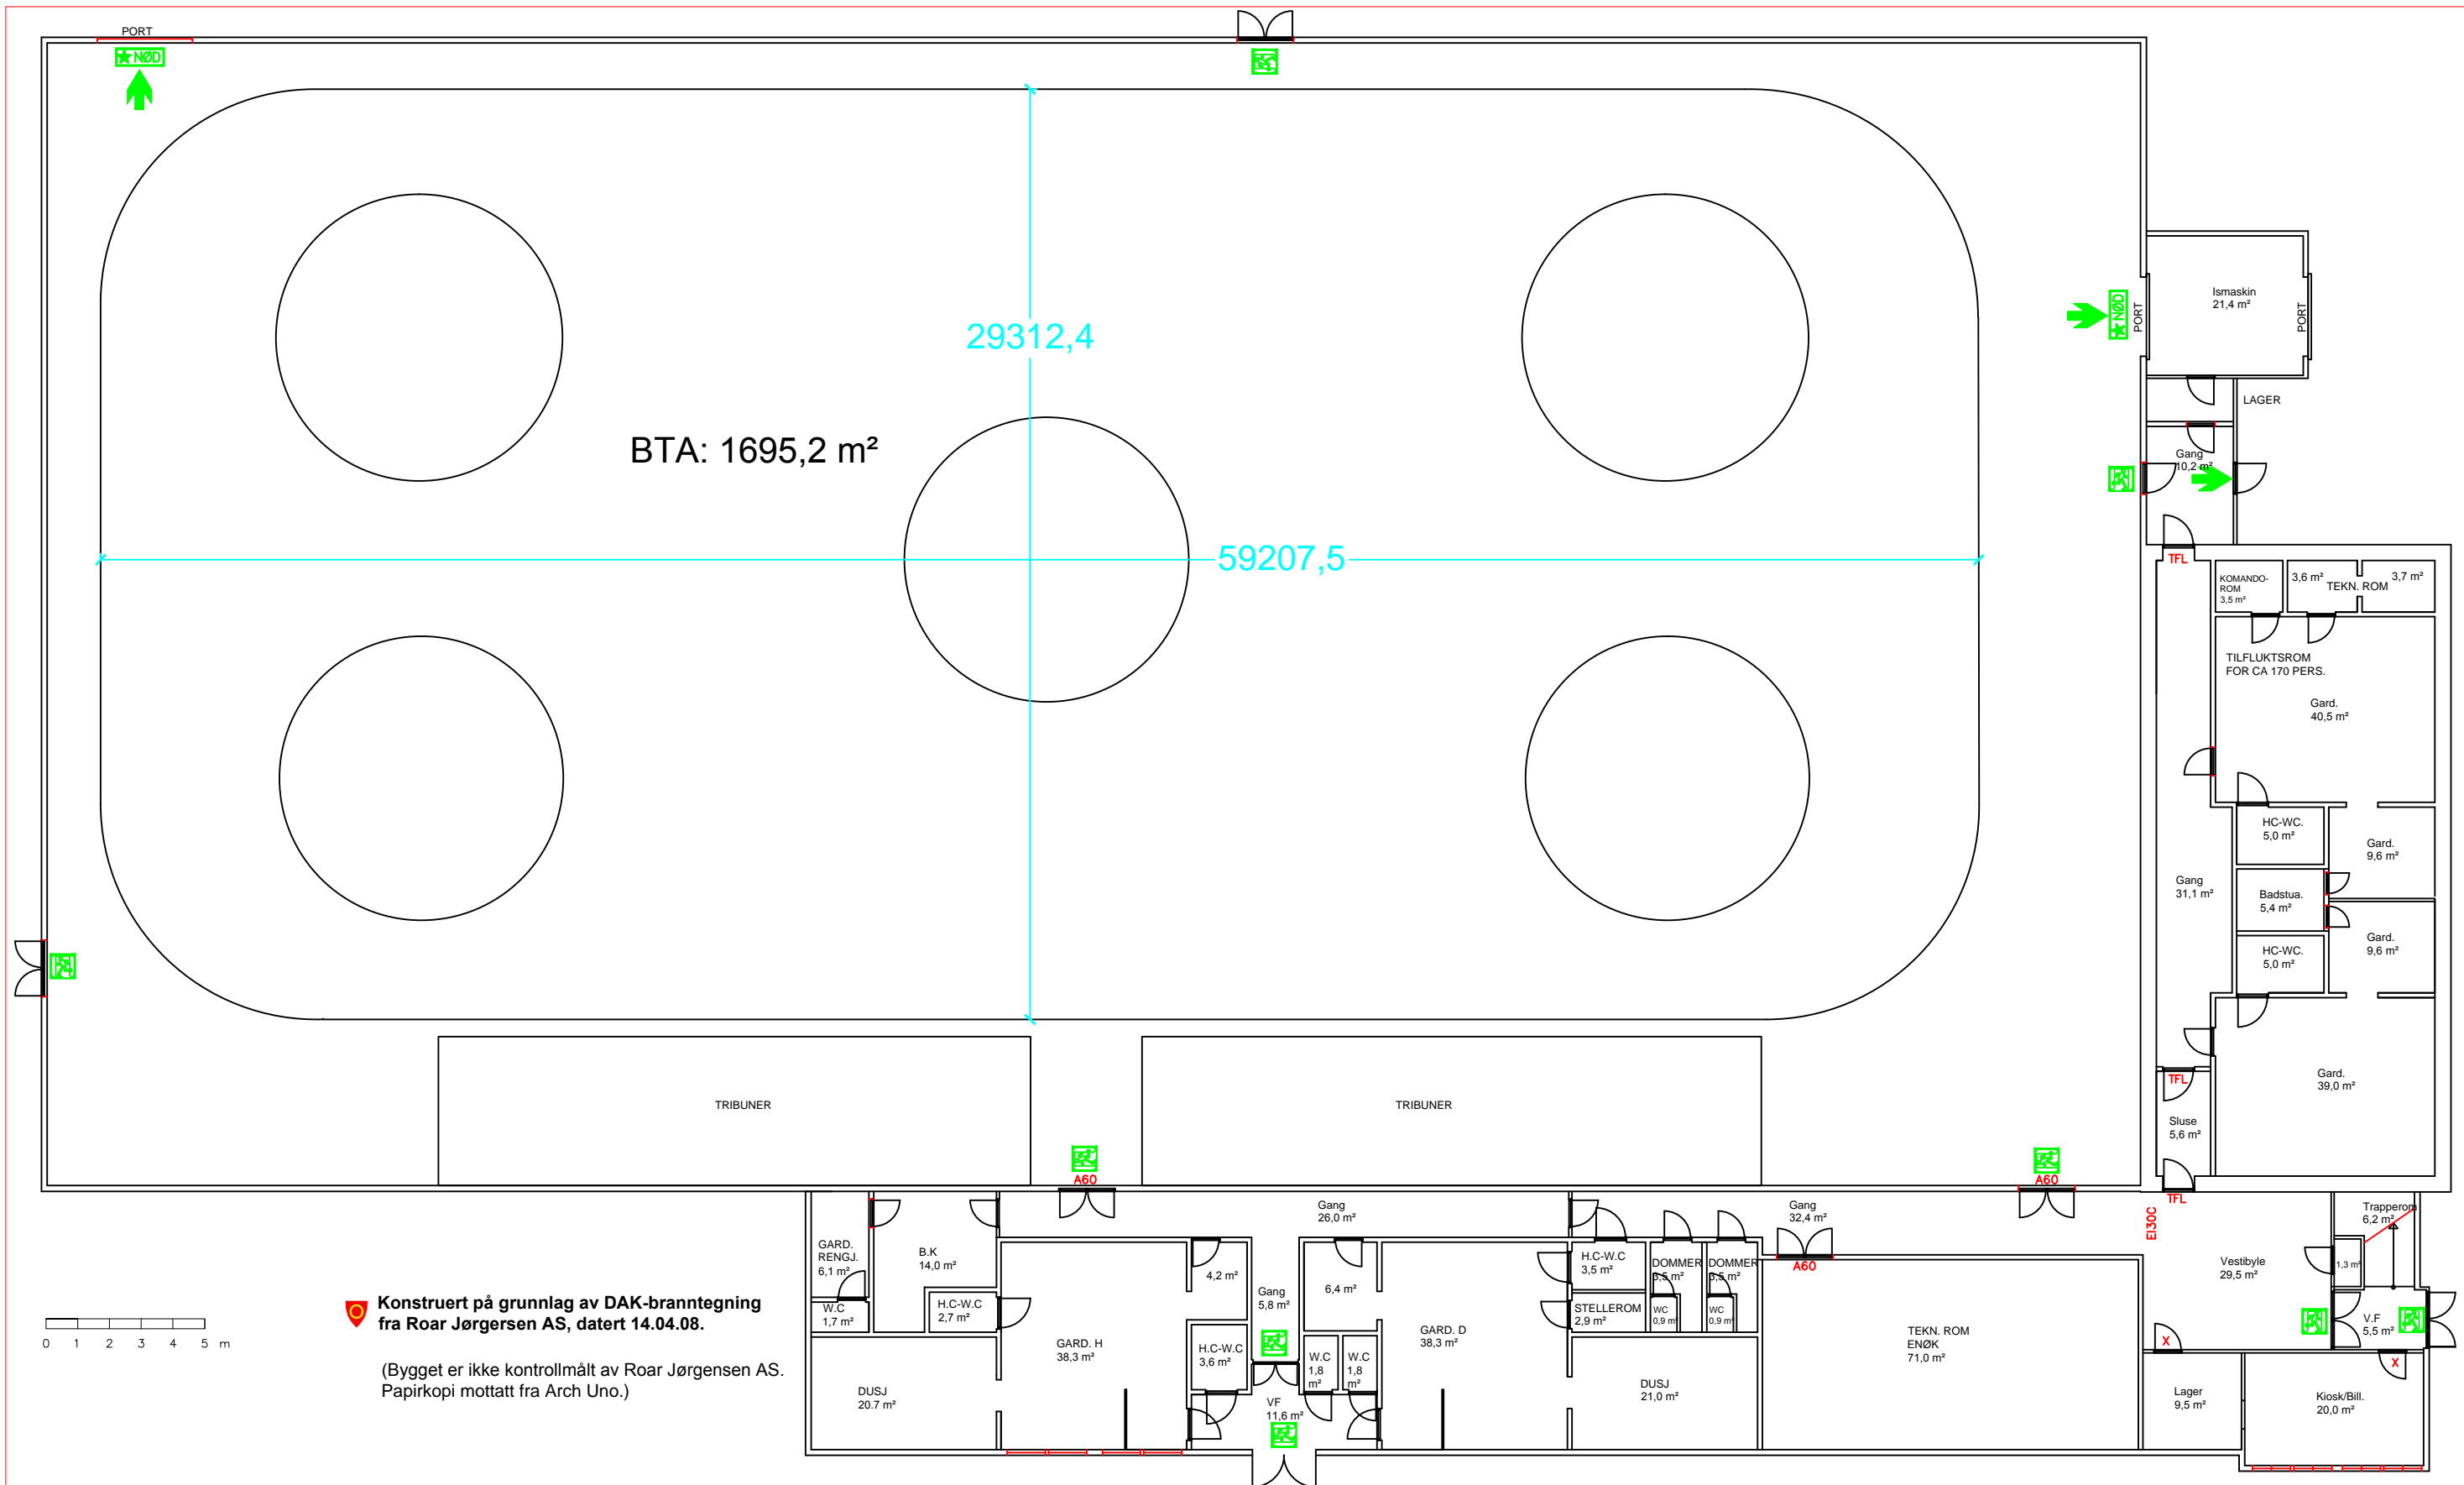 PORT
NØD
29312,4
BTA: 1695,2 m²
59207,5
NØD
PORT
Ismaskin
21,4 m²
PORT
LAGER
Gang
10,2 m²
TFL
KOMANDO-
ROM
3,5 m²
3,6 m²
TEKN. ROM
3,7 m²
TILFLUKTSROM
FOR CA 170 PERS.
Gard.
40,5 m²
HC-WC.
5,0 m²
Gard.
9,6 m²
Gang
31,1 m²
Badstua.
5,4 m²
Gard.
9,6 m²
HC-WC.
5,0 m²
Gard.
39,0 m²
TFL
Sluse
5,6 m²
TFL
TRIBUNER
TRIBUNER
A60
A60
Gang
26,0 m²
Gang
32,4 m²
EI30C
Trapperom
6,2 m²
GARD.
RENGJ.
6,1 m²
B.K
14,0 m²
4,2 m²
Gang
5,8 m²
6,4 m²
H.C-W.C
3,5 m²
DOMMER
3,5 m²
DOMMER
3,5 m²
A60
Vestibyle
29,5 m²
1,3 m²
W.C
1,7 m²
H.C-W.C
2,7 m²
STELLEROM
2,9 m²
WC
0,9 m²
WC
0,9 m²
V.F
5,5 m²
GARD. H
38,3 m²
H.C-W.C
3,6 m²
W.C
1,8
m²
W.C
1,8
m²
GARD. D
38,3 m²
TEKN. ROM
ENØK
71,0 m²
X
X
DUSJ
20.7 m²
VF
11,6 m²
DUSJ
21,0 m²
Lager
9,5 m²
Kiosk/Bill.
20,0 m²
0 1 2 3 4 5 m
Konstruert på grunnlag av DAK-branntegning
fra Roar Jørgersen AS, datert 14.04.08.
(Bygget er ikke kontrollmålt av Roar Jørgensen AS.
Papirkopi mottatt fra Arch Uno.)